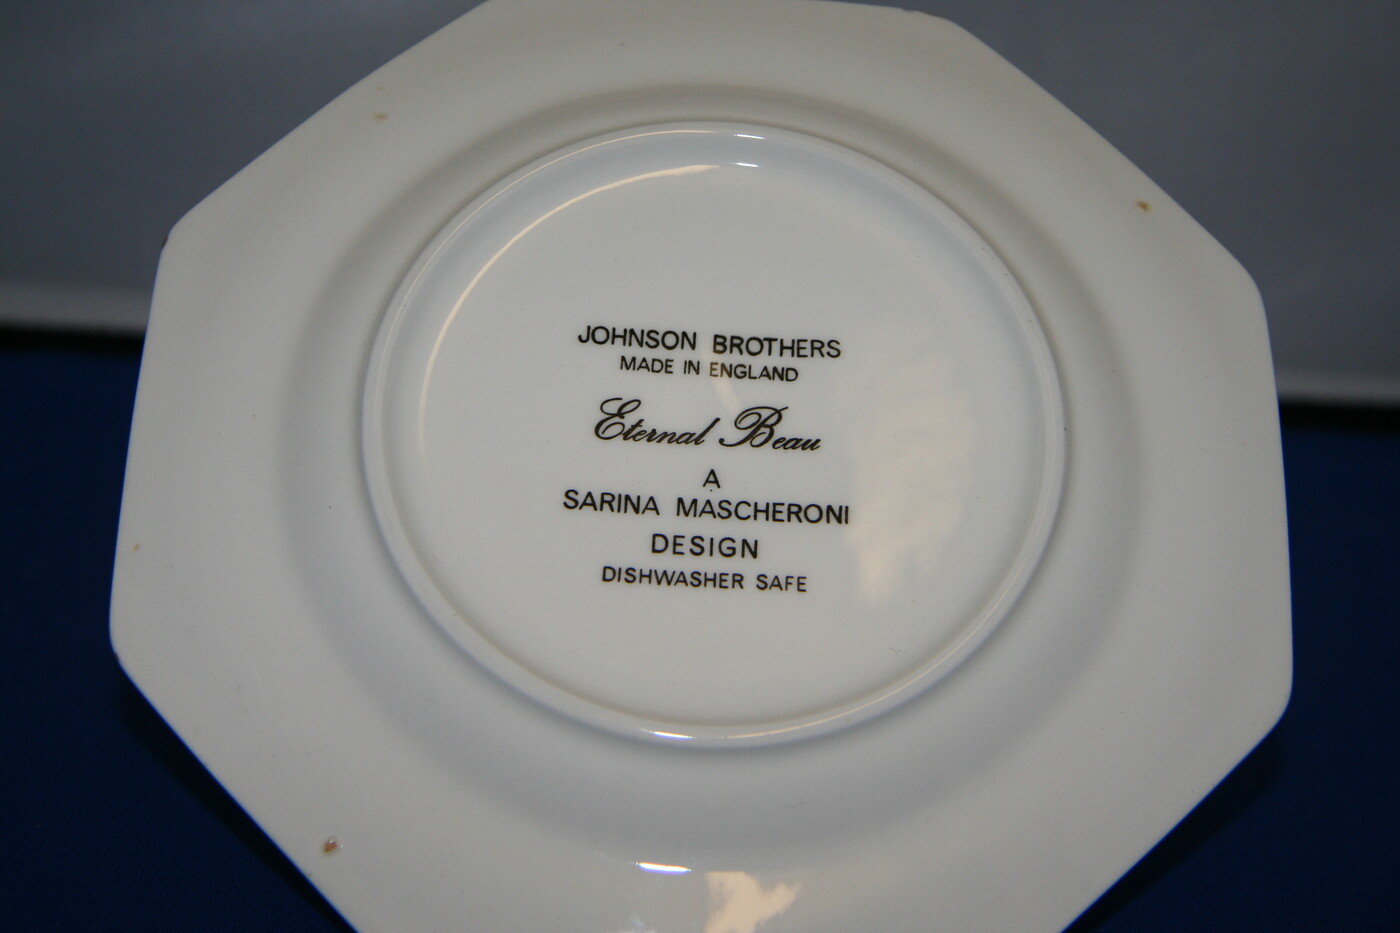 JOHNSON BROTHERS
MADE IN ENGLAND
Eternal Beau
A
SARINA MASCHERONI
DESIGN
DISHWASHER SAFE